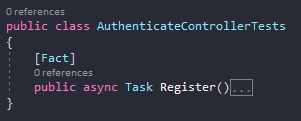 0 references
public class AuthenticateControllerTests
{
[Fact]
0 references
public async Task Register()...
}